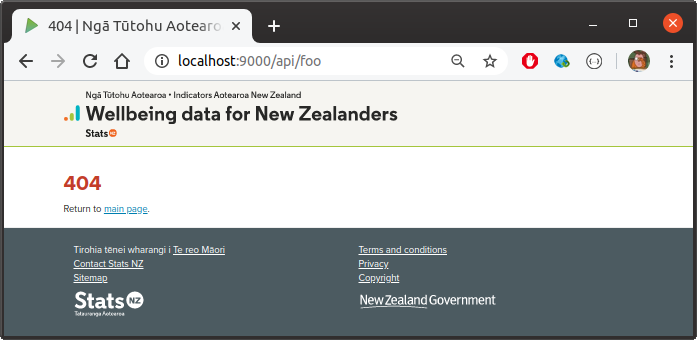 404 | Ngā Tūtohu Aotearo
localhost:9000/api/foo
Ngā Tūtohu Aotearoa • Indicators Aotearoa New Zealand
Wellbeing data for New Zealanders
Stats NZ
404
Return to main page.
Tirohia tēnei wharangi i Te reo Māori
Contact Stats NZ
Sitemap
Stats NZ
Tatauranga Aotearoa
Terms and conditions
Privacy
Copyright
New Zealand Government